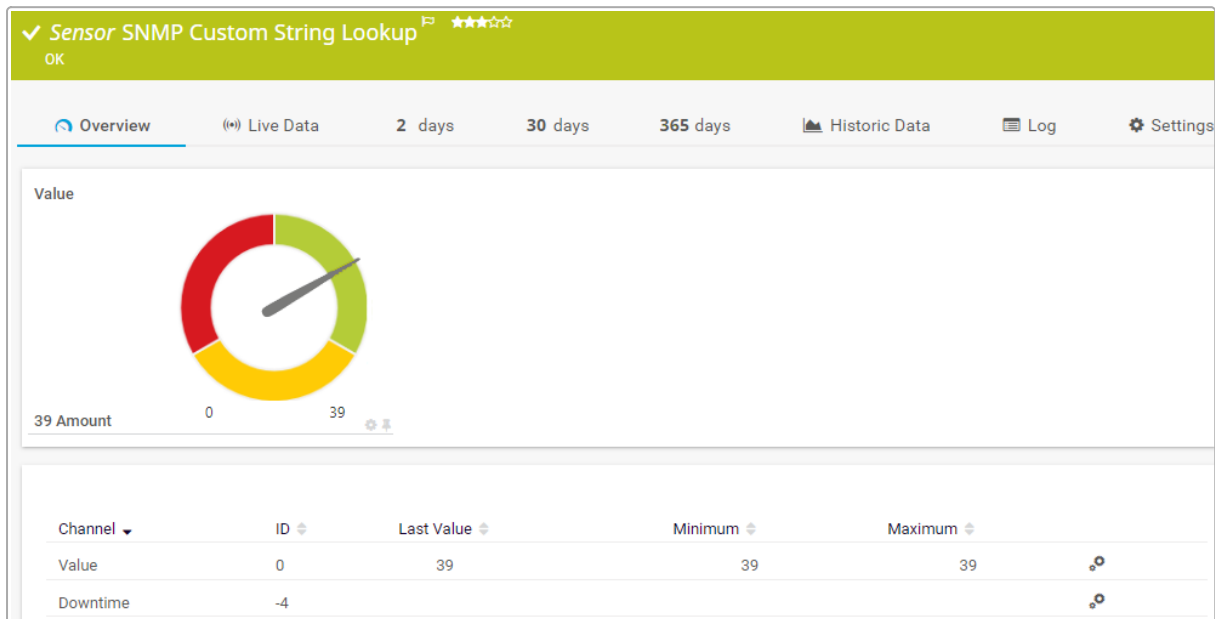 Sensor SNMP Custom String Lookup
OK
Overview Live Data 2 days 30 days 365 days Historic Data Log Settings
Value
0 39
39 Amount
Channel ID Last Value Minimum Maximum
Value 0 39 39 39
Downtime -4